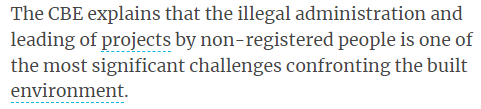 The CBE explains that the illegal administration and
leading of projects by non-registered people is one of
the most significant challenges confronting the built
environment.